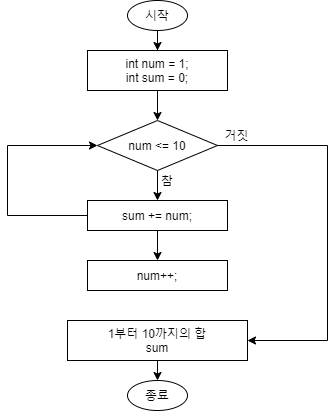 시작
int num = 1;
int sum = 0;
num <= 10
거짓
참
sum += num;
num++;
1부터 10까지의 합
sum
종료